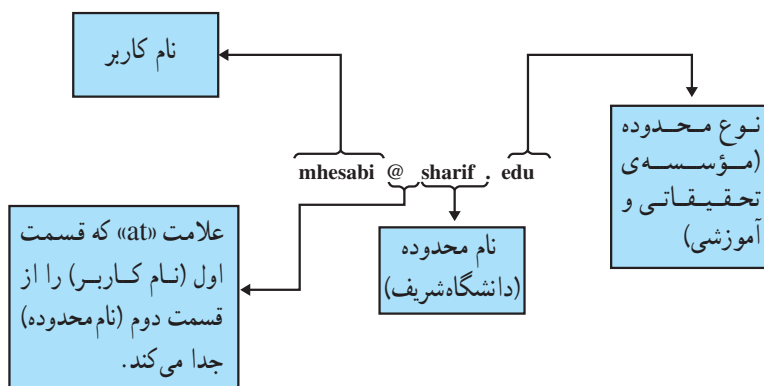 نام کاربر
نوع محدوده
(مؤسسه‌ی
تحقیقاتی و
آموزشی)
mhesabi @ sharif . edu
علامت «at» که قسمت
اول (نام کاربر) را از
قسمت دوم (نام محدوده)
جدا می‌کند.
نام محدوده
(دانشگاه شریف)